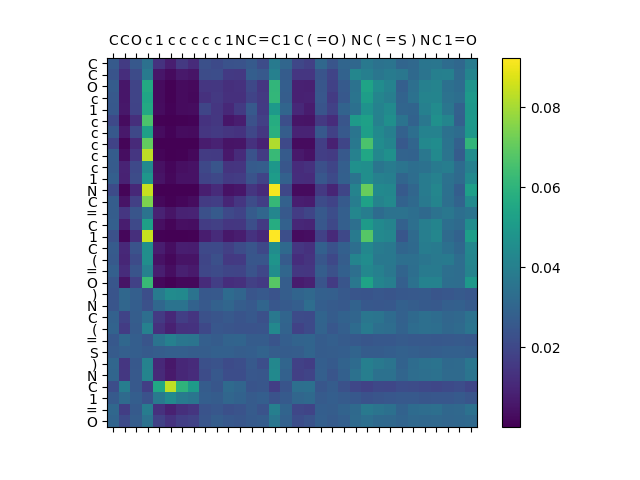 CCOc1ccccc1NC=C1C(=O)NC(=S)NC1=O
C
C
O
c
1
c
c
c
c
c
1
N
C
=
C
1
C
(
=
O
)
N
C
(
=
S
)
N
C
1
=
O
0.08
0.06
0.04
0.02